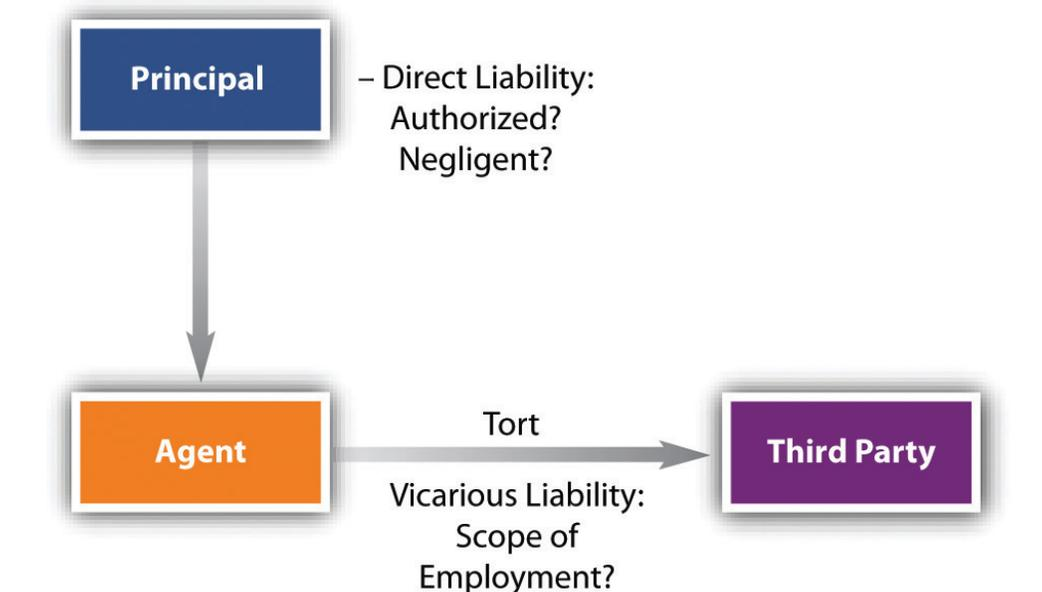 Principal
– Direct Liability:
Authorized?
Negligent?
Agent
Tort
Third Party
Vicarious Liability:
Scope of
Employment?